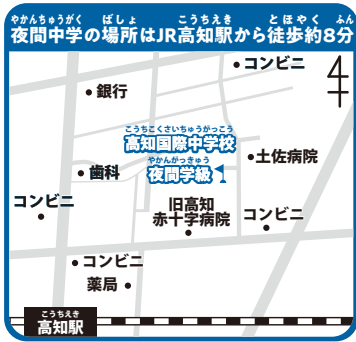 やかんちゅうがく ばしょ こうちえき とほやく ふん
夜間中学の場所はJR高知駅から徒歩約8分
コンビニ
銀行
こうちこくさいちゅうがっこう
高知国際中学校
やかんがっきゅう
夜間学級
土佐病院
歯科
コンビニ
旧高知
赤十字病院
コンビニ
コンビニ
薬局
こうちえき
高知駅